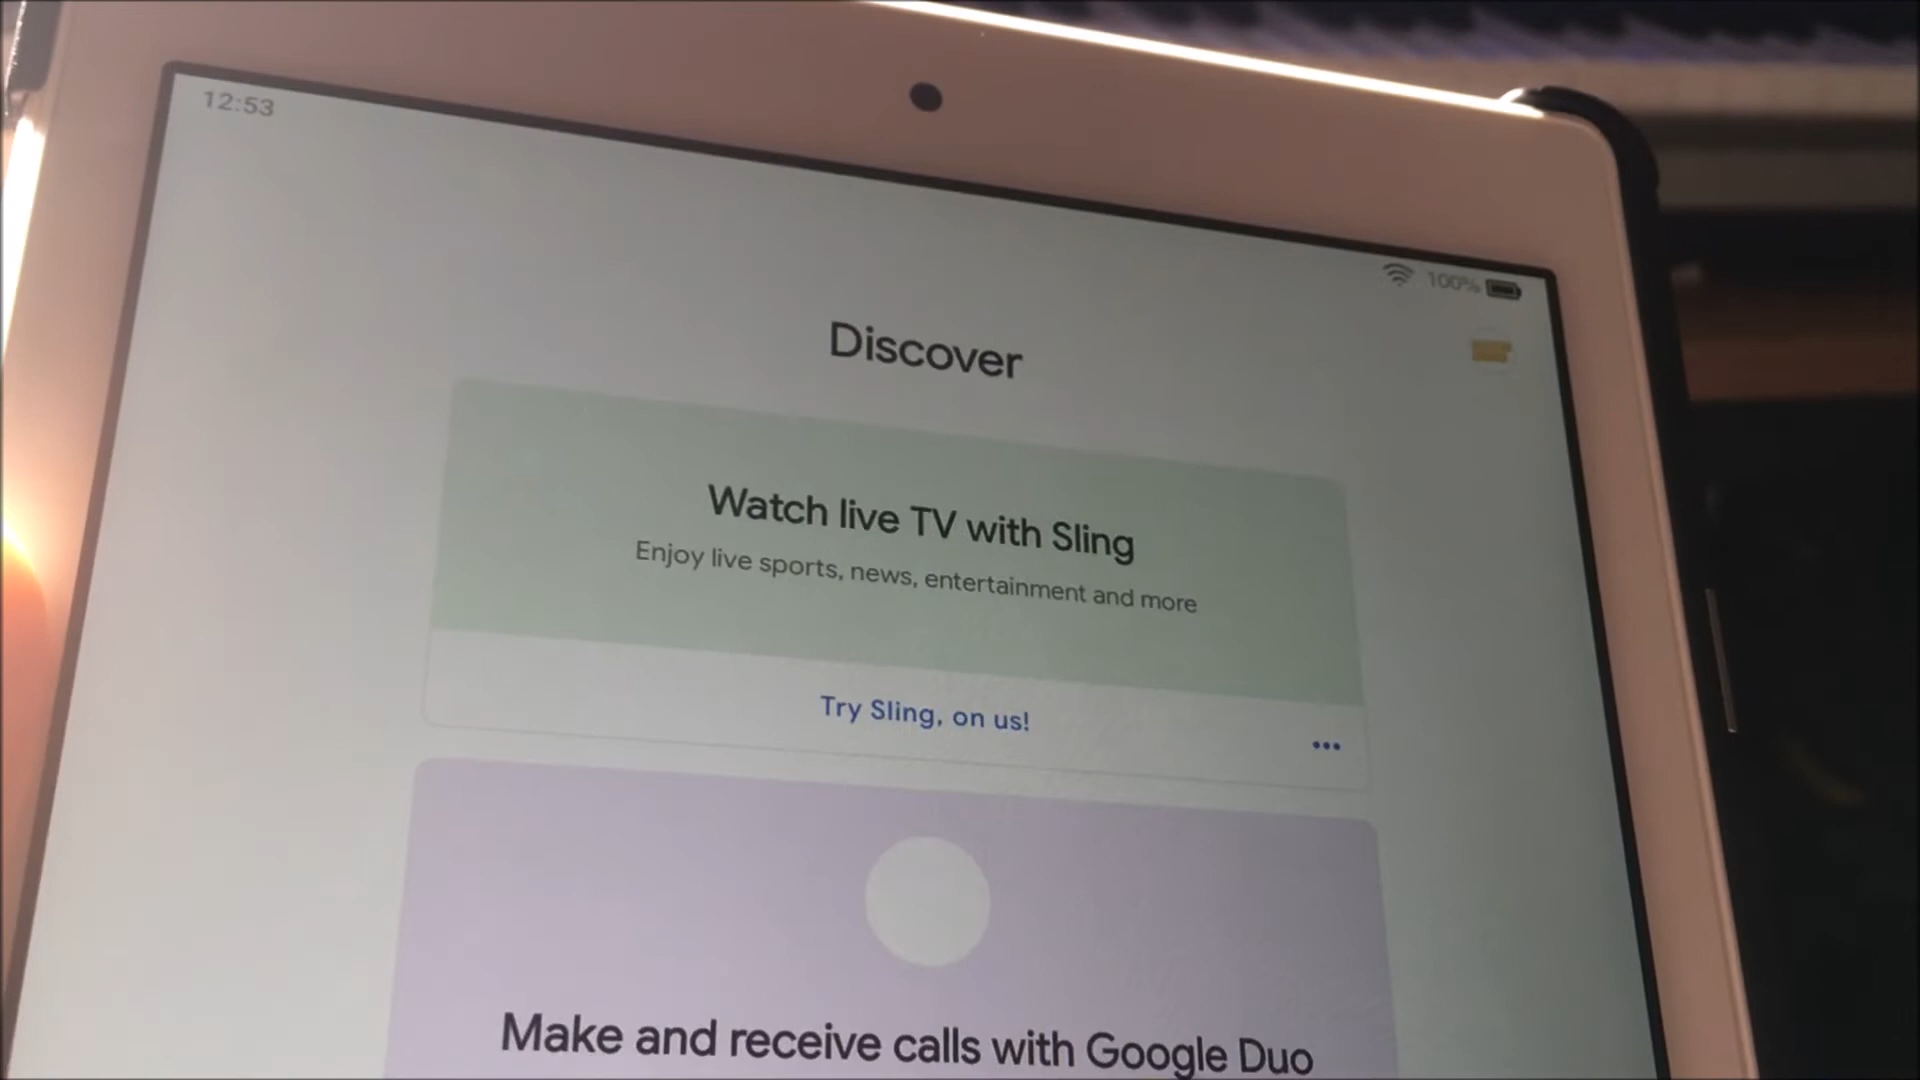 12:53
100%
Discover
Watch live TV with Sling
Enjoy live sports, news, entertainment and more
Try Sling, on us!
Make and receive calls with Google Duo